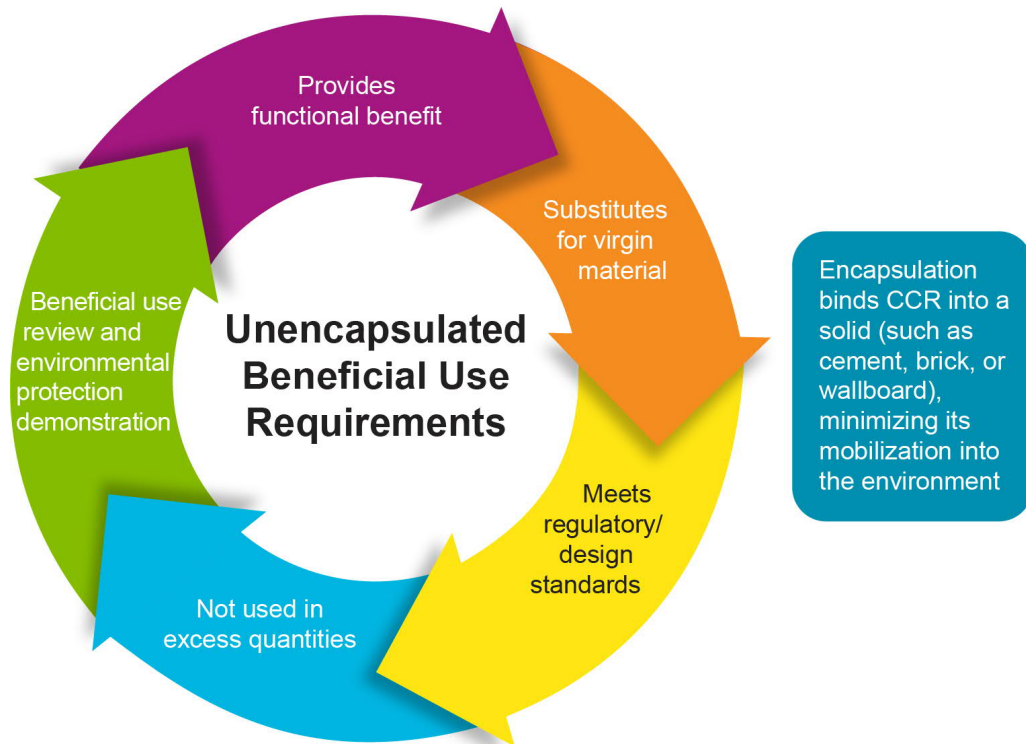 Provides
functional benefit
Substitutes
for virgin
material
Meets
regulatory/
design
standards
Not used in
excess quantities
Beneficial use
review and
environmental
protection
demonstration
Unencapsulated
Beneficial Use
Requirements
Encapsulation
binds CCR into a
solid (such as
cement, brick, or
wallboard),
minimizing its
mobilization into
the environment